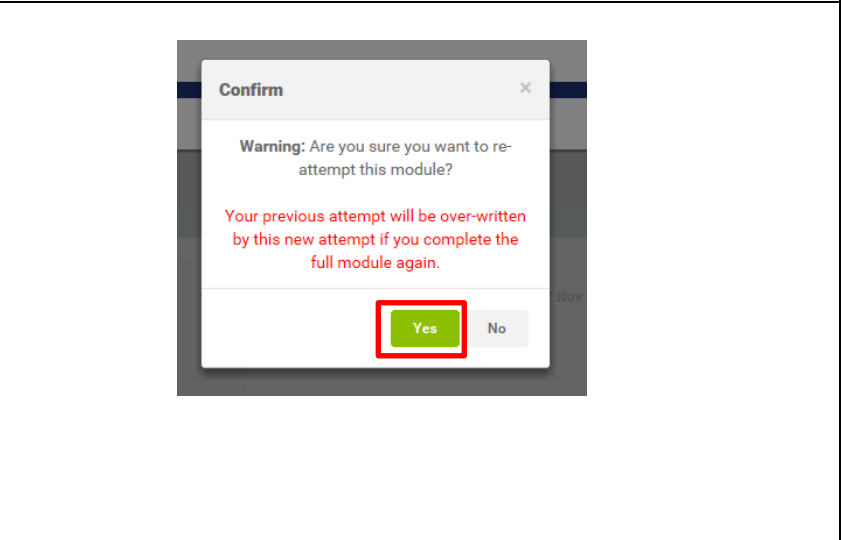 Confirm ×
Warning: Are you sure you want to re-
attempt this module?
Your previous attempt will be over-written
by this new attempt if you complete the
full module again.
Nov
Yes No